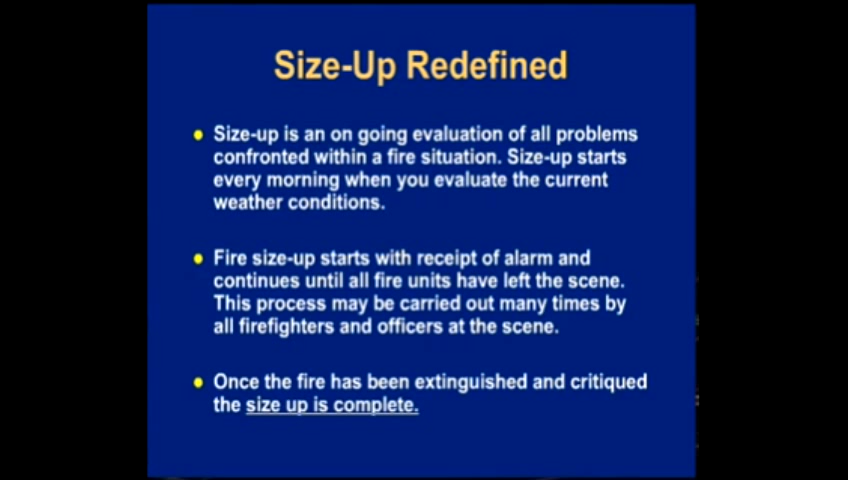 Size-Up Redefined
Size-up is an on going evaluation of all problems
confronted within a fire situation. Size-up starts
every morning when you evaluate the current
weather conditions.
Fire size-up starts with receipt of alarm and
continues until all fire units have left the scene.
This process may be carried out many times by
all firefighters and officers at the scene.
Once the fire has been extinguished and critiqued
the size up is complete.